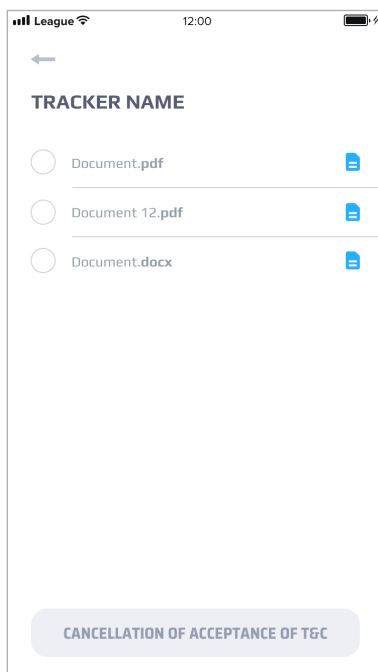 League 12:00
TRACKER NAME
Document.pdf
Document 12.pdf
Document.docx
CANCELLATION OF ACCEPTANCE OF T&C